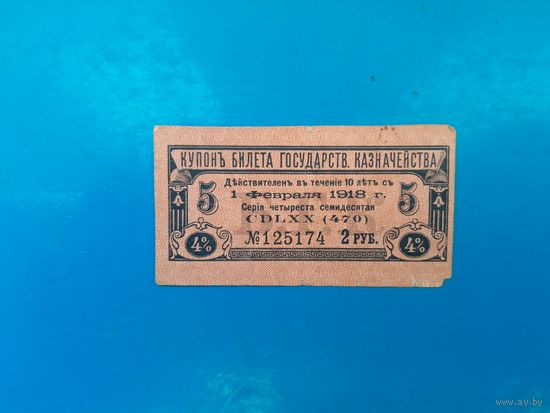 КУПОНЪ БИЛЕТА ГОСУДАРСТВ. КАЗНАЧЕЙСТВА
5 Дѣйствителенъ въ теченіе 10 лѣтъ съ 5
А 1 Февраля 1918 г. А
Серія четыреста семидесятая
CDLXX (470)
4% №125174 2 РУБ. 4%
www.ay.by